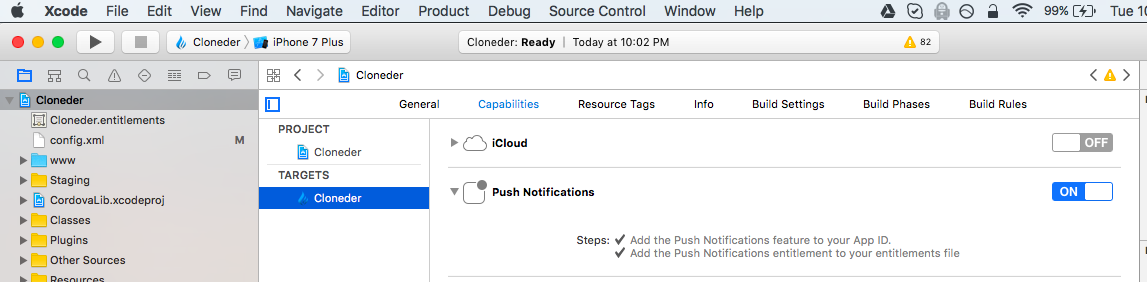 Xcode File Edit View Find Navigate Editor Product Debug Source Control Window Help 99% Tue 10
Cloneder iPhone 7 Plus Cloneder: Ready | Today at 10:02 PM 82
Cloneder
General Capabilities Resource Tags Info Build Settings Build Phases Build Rules
Cloneder
Cloneder.entitlements
config.xml M
www
Staging
CordovaLib.xcodeproj
Classes
Plugins
Other Sources
Resources
PROJECT
Cloneder
TARGETS
Cloneder
iCloud OFF
Push Notifications ON
Steps: ✔ Add the Push Notifications feature to your App ID.
✔ Add the Push Notifications entitlement to your entitlements file